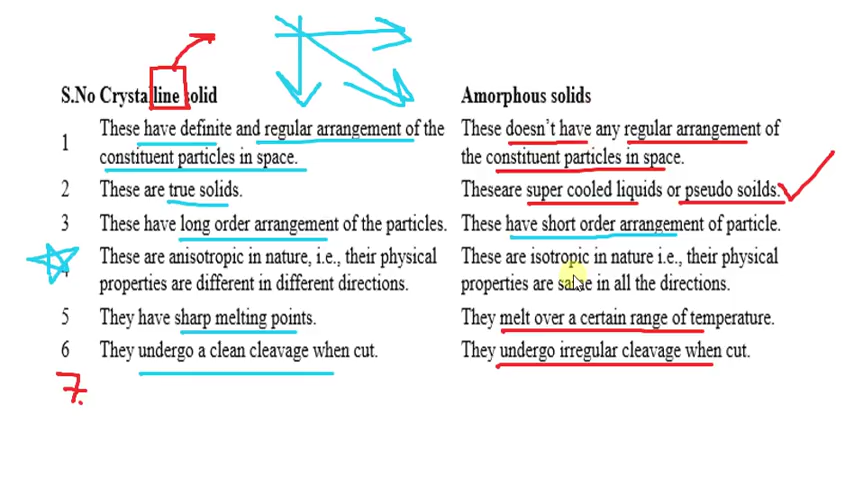 S.No Crystalline solid Amorphous solids
1 These have definite and regular arrangement of the These doesn't have any regular arrangement of
constituent particles in space. the constituent particles in space.
2 These are true solids. Theseare super cooled liquids or pseudo soilds.
3 These have long order arrangement of the particles. These have short order arrangement of particle.
4 These are anisotropic in nature, i.e., their physical These are isotropic in nature i.e., their physical
properties are different in different directions. properties are same in all the directions.
5 They have sharp melting points. They melt over a certain range of temperature.
6 They undergo a clean cleavage when cut. They undergo irregular cleavage when cut.
7.